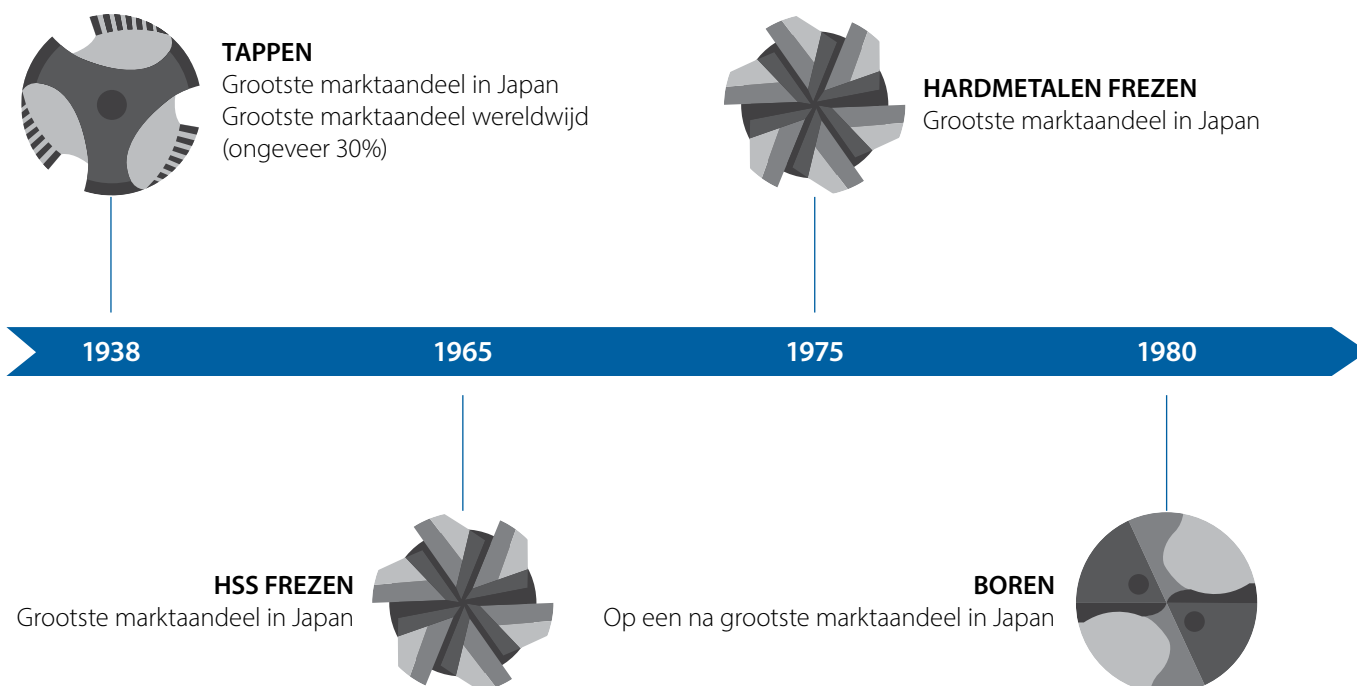 TAPPEN
Grootste marktaandeel in Japan
Grootste marktaandeel wereldwijd
(ongeveer 30%)
HARDMETALEN FREZEN
Grootste marktaandeel in Japan
1938
1965
1975
1980
HSS FREZEN
Grootste marktaandeel in Japan
BOREN
Op een na grootste marktaandeel in Japan